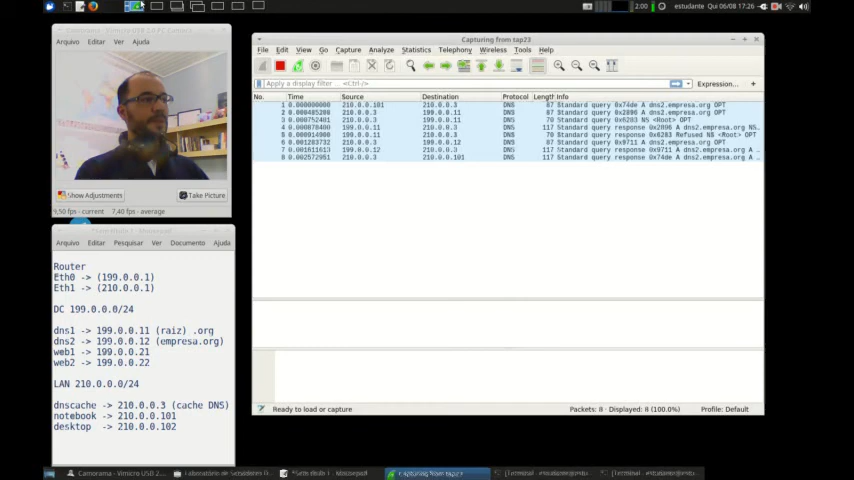 2:00
estudante
Qui 06/08 17:26
Camorama - Vimicro USB 2.0 PC Camera
Arquivo Editar Ver Ajuda
Show Adjustments
Take Picture
9,50 fps - current 7,40 fps - average
Arquivo Editar Pesquisar Ver Documento Ajuda
Router
Eth0 -> (199.0.0.1)
Eth1 -> (210.0.0.1)
DC 199.0.0.0/24
dns1 -> 199.0.0.11 (raiz) .org
dns2 -> 199.0.0.12 (empresa.org)
web1 -> 199.0.0.21
web2 -> 199.0.0.22
LAN 210.0.0.0/24
dnscache -> 210.0.0.3 (cache DNS)
notebook -> 210.0.0.101
desktop -> 210.0.0.102
Capturing from tap23
File Edit View Go Capture Analyze Statistics Telephony Wireless Tools Help
Apply a display filter ... <Ctrl-/>
Expression... +
No. Time Source Destination Protocol Length Info
1 0.000000000 210.0.0.101 210.0.0.3 DNS 87 Standard query 0x74de A dns2.empresa.org OPT
2 0.000485280 210.0.0.3 199.0.0.11 DNS 87 Standard query 0x2896 A dns2.empresa.org OPT
3 0.000752401 210.0.0.3 199.0.0.11 DNS 70 Standard query 0x6203 NS <Root> OPT
4 0.000878400 199.0.0.11 210.0.0.3 DNS 117 Standard query response 0x2896 A dns2.empresa.org NS…
5 0.000914900 199.0.0.11 210.0.0.3 DNS 70 Standard query response 0x6203 Refused NS <Root> OPT
6 0.001283732 210.0.0.3 199.0.0.12 DNS 87 Standard query 0x9711 A dns2.empresa.org OPT
7 0.001611613 199.0.0.12 210.0.0.3 DNS 117 Standard query response 0x9711 A dns2.empresa.org A …
8 0.002572951 210.0.0.3 210.0.0.101 DNS 117 Standard query response 0x74de A dns2.empresa.org A …
Ready to load or capture
Packets: 8 · Displayed: 8 (100.0%)
Profile: Default
Camorama - Vimicro USB 2....
Capturing from tap23